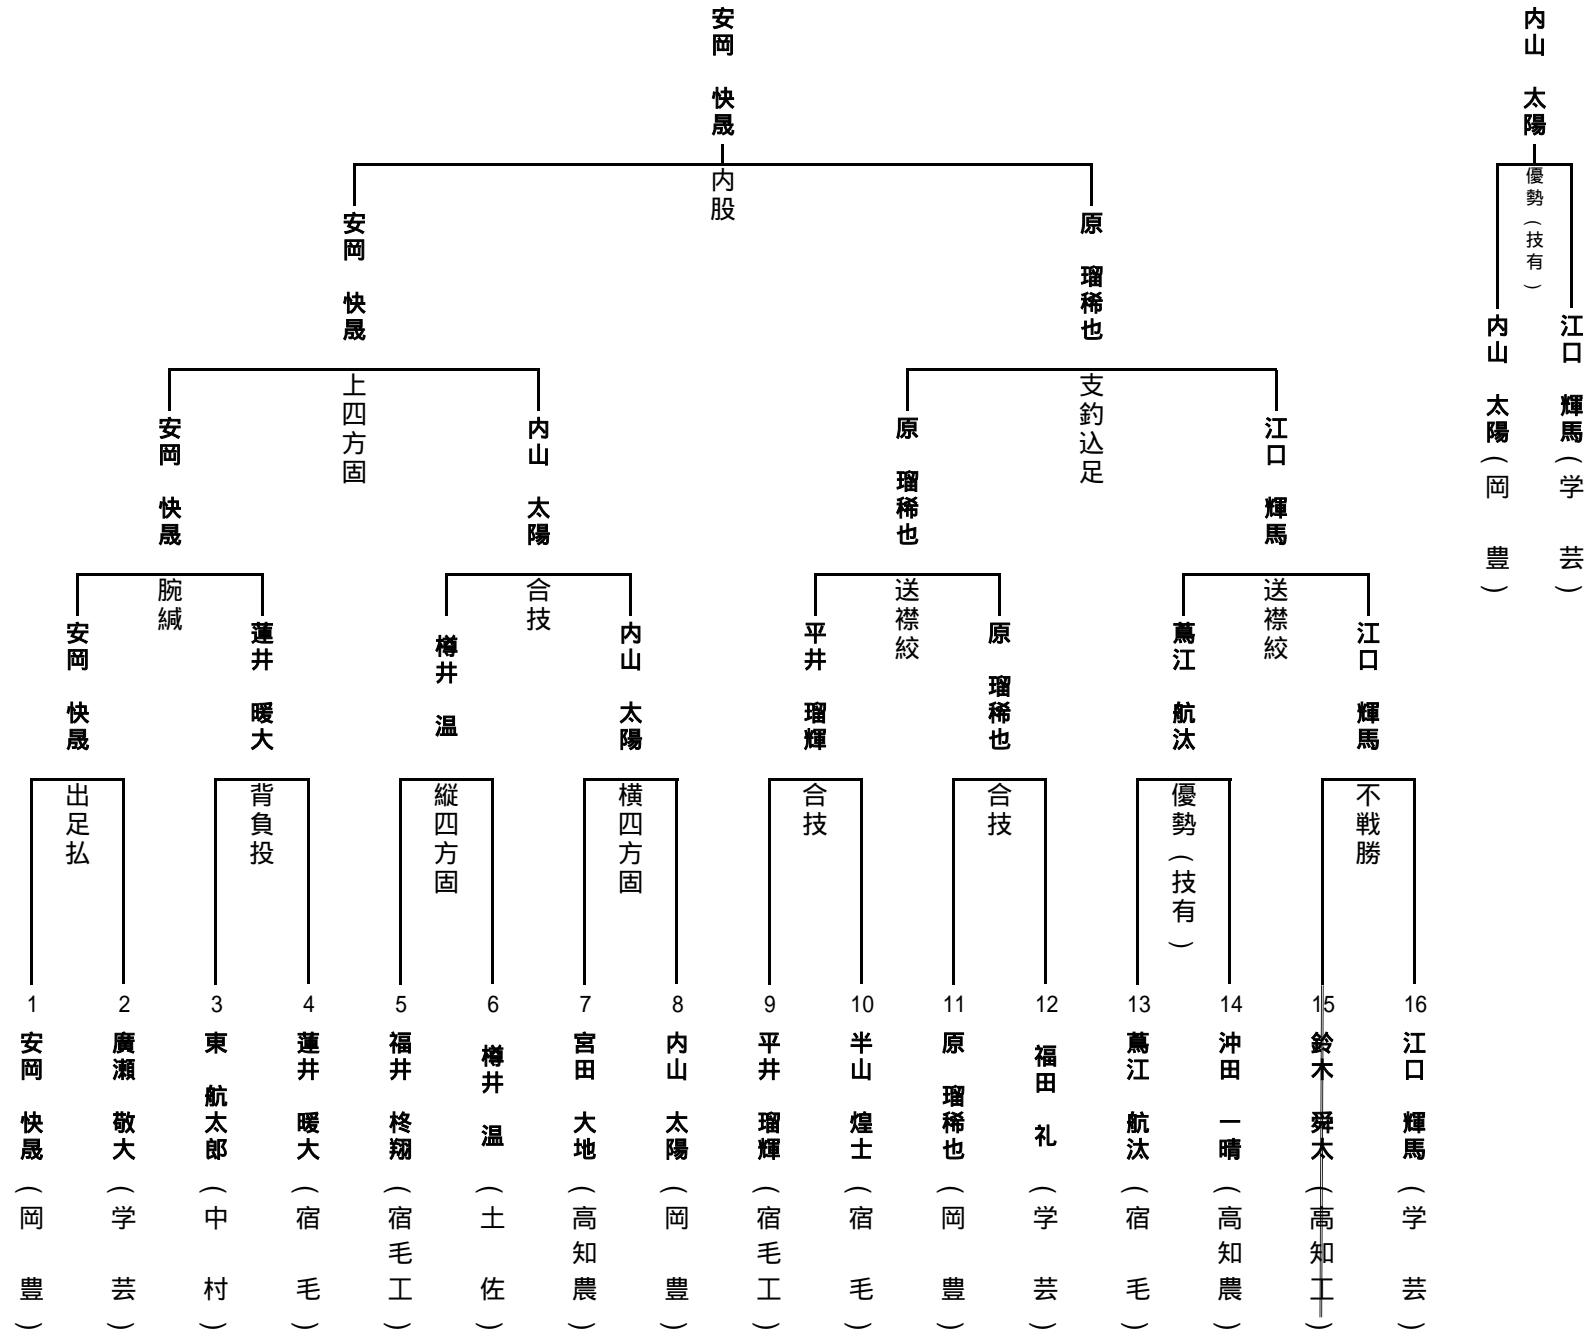 安岡 快晟
内股
安岡 快晟
原 瑠稀也
上四方固
支釣込足
安岡 快晟
内山 太陽
原 瑠稀也
江口 輝馬
腕緘
合技
送襟絞
送襟絞
安岡 快晟
蓮井 暖大
樽井 温
内山 太陽
平井 瑠輝
原 瑠稀也
蔦江 航汰
江口 輝馬
出足払
背負投
縦四方固
横四方固
合技
合技
優勢(技有)
不戦勝
1 安岡 快晟 (岡豊)
2 廣瀬 敬大 (学芸)
3 東 航太郎 (中村)
4 蓮井 暖大 (宿毛)
5 福井 柊翔 (宿毛工)
6 樽井 温 (土佐)
7 宮田 大地 (高知農)
8 内山 太陽 (岡豊)
9 平井 瑠輝 (宿毛工)
10 半山 煌士 (宿毛)
11 原 瑠稀也 (岡豊)
12 福田 礼 (学芸)
13 蔦江 航汰 (宿毛)
14 沖田 一晴 (高知農)
15 鈴木 舜太 (高知工)
16 江口 輝馬 (学芸)
内山 太陽
優勢(技有)
内山 太陽 (岡豊)
江口 輝馬 (学芸)